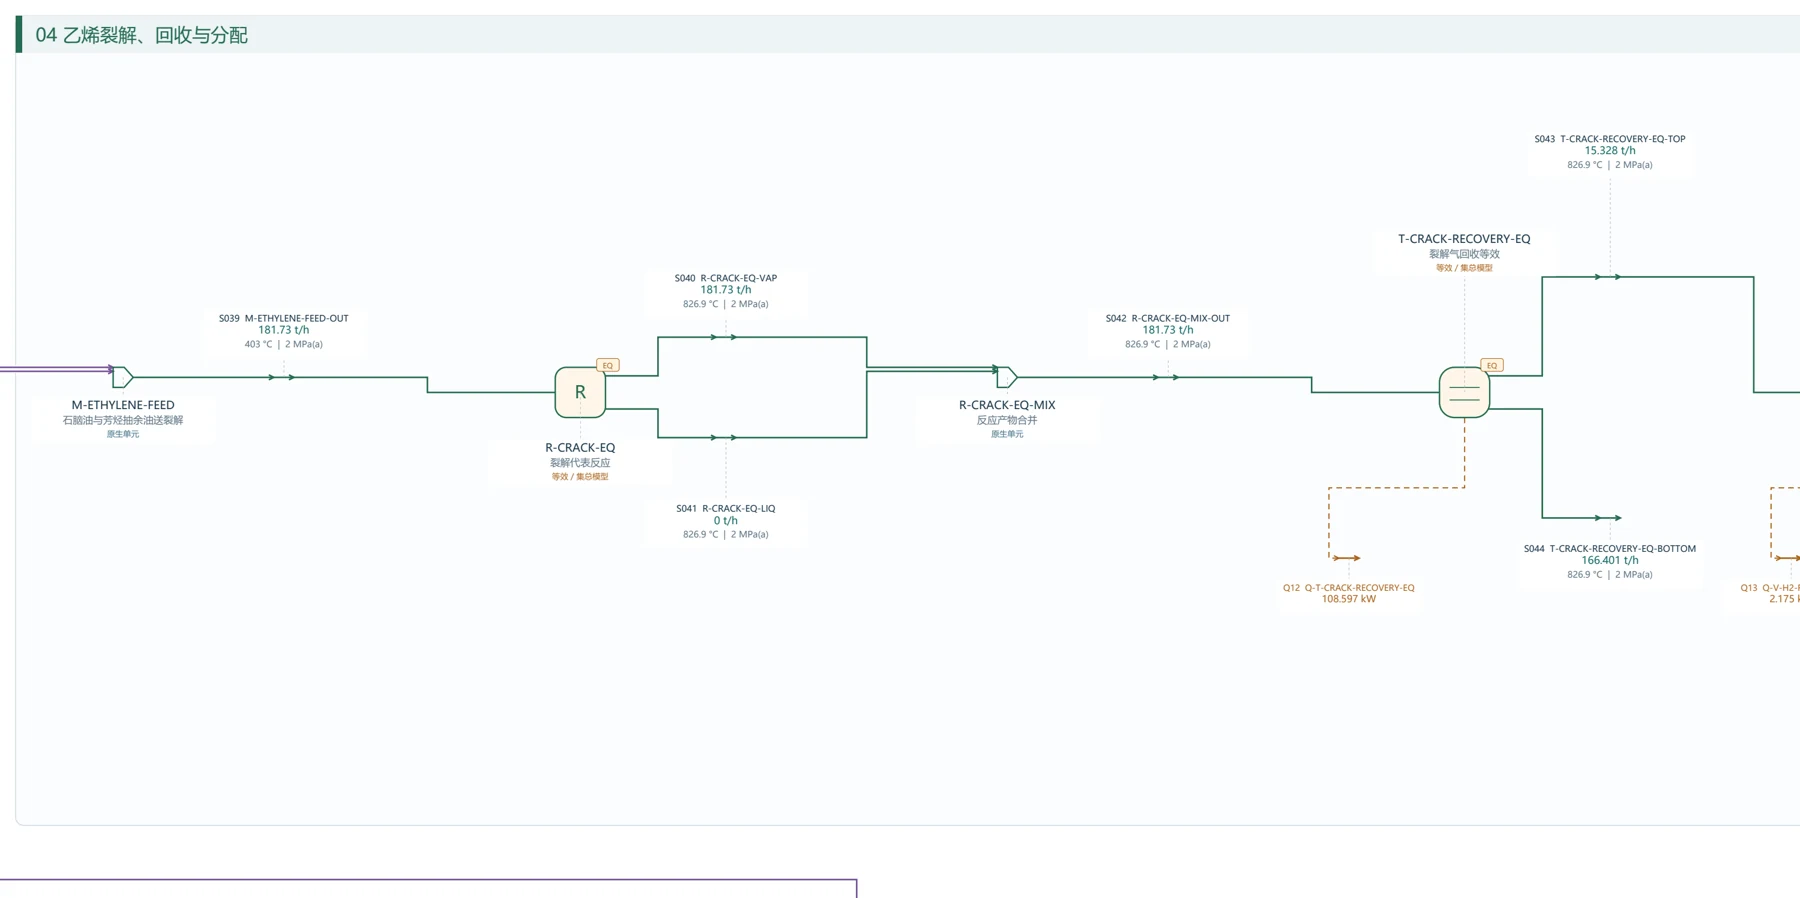 04 乙烯裂解、回收与分配
S043 T-CRACK-RECOVERY-EQ-TOP
15.328 t/h
826.9 °C | 2 MPa(a)
T-CRACK-RECOVERY-EQ
裂解气回收等效
等效 / 集总模型
S040 R-CRACK-EQ-VAP
181.73 t/h
826.9 °C | 2 MPa(a)
S039 M-ETHYLENE-FEED-OUT
181.73 t/h
403 °C | 2 MPa(a)
S042 R-CRACK-EQ-MIX-OUT
181.73 t/h
826.9 °C | 2 MPa(a)
EQ
R
EQ
M-ETHYLENE-FEED
石脑油与芳烃抽余油送裂解
原生单元
R-CRACK-EQ-MIX
反应产物合并
原生单元
R-CRACK-EQ
裂解代表反应
等效 / 集总模型
S041 R-CRACK-EQ-LIQ
0 t/h
826.9 °C | 2 MPa(a)
S044 T-CRACK-RECOVERY-EQ-BOTTOM
166.401 t/h
826.9 °C | 2 MPa(a)
Q12 Q-T-CRACK-RECOVERY-EQ
108.597 kW
Q13 Q-V-H2-
2.175